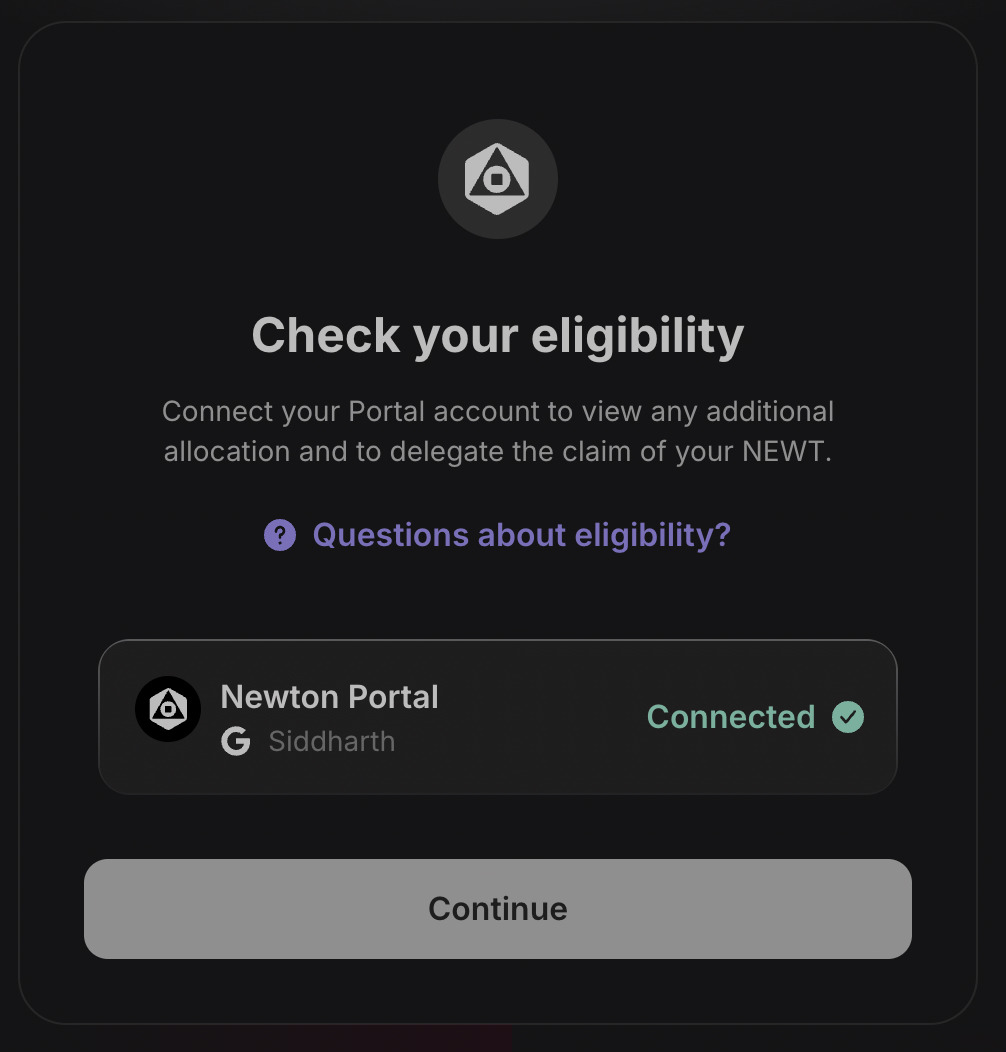 Check your eligibility
Connect your Portal account to view any additional
allocation and to delegate the claim of your NEWT.
Questions about eligibility?
Newton Portal
Siddharth
Connected
Continue